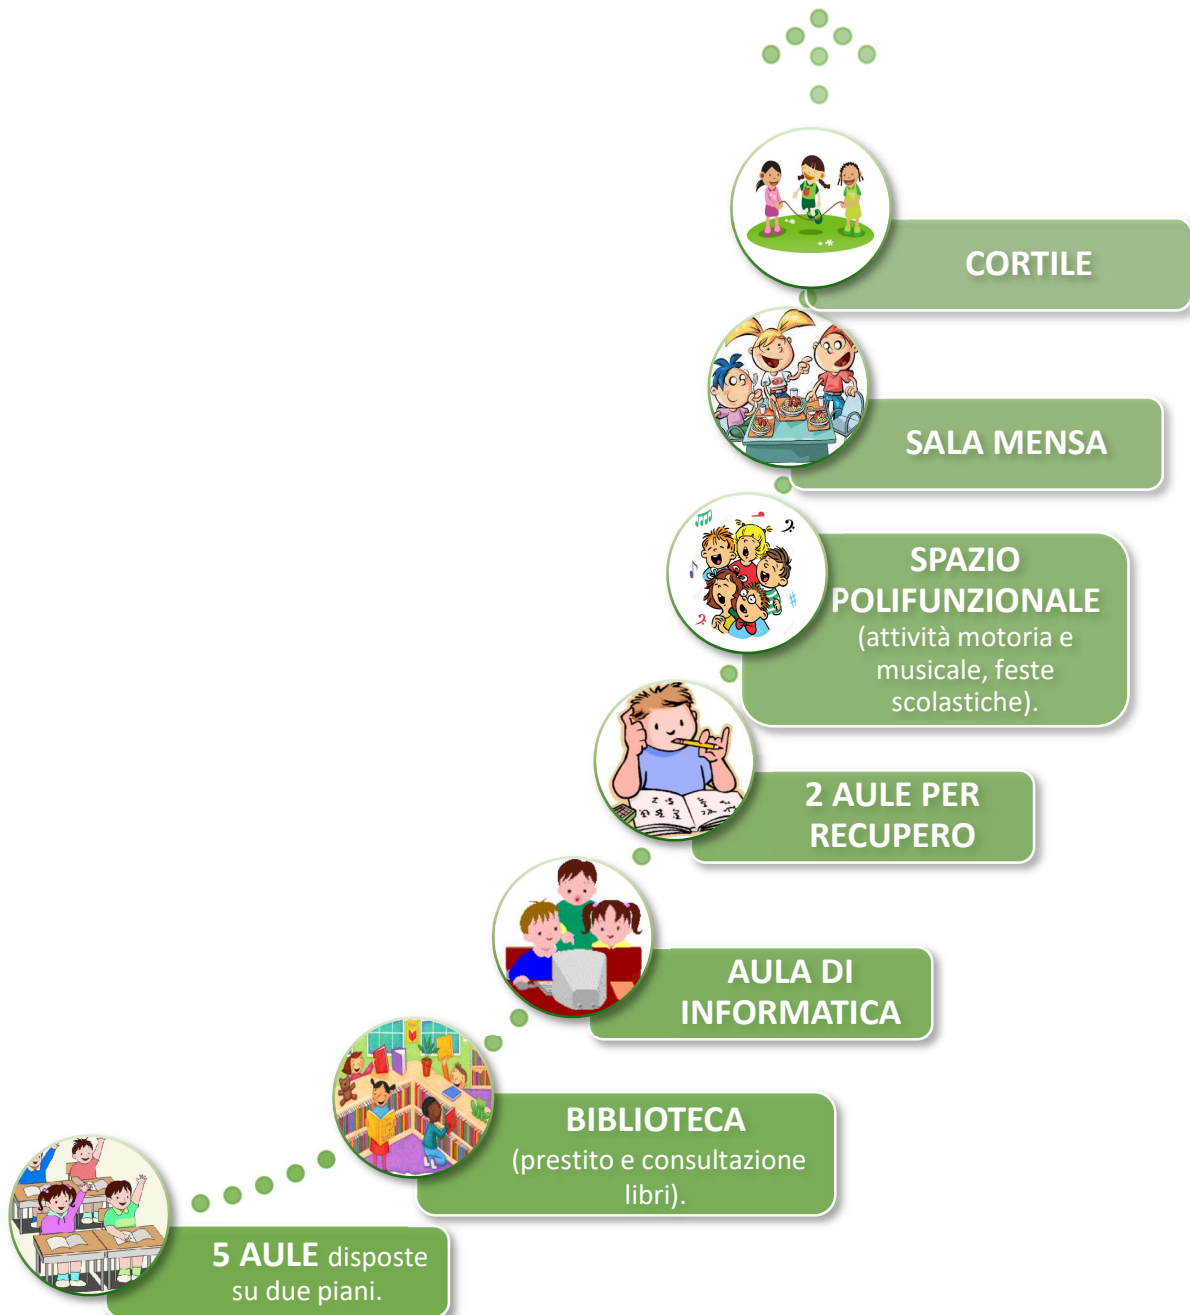 CORTILE
SALA MENSA
SPAZIO
POLIFUNZIONALE
(attività motoria e
musicale, feste
scolastiche).
2 AULE PER
RECUPERO
AULA DI
INFORMATICA
BIBLIOTECA
(prestito e consultazione
libri).
5 AULE disposte
su due piani.